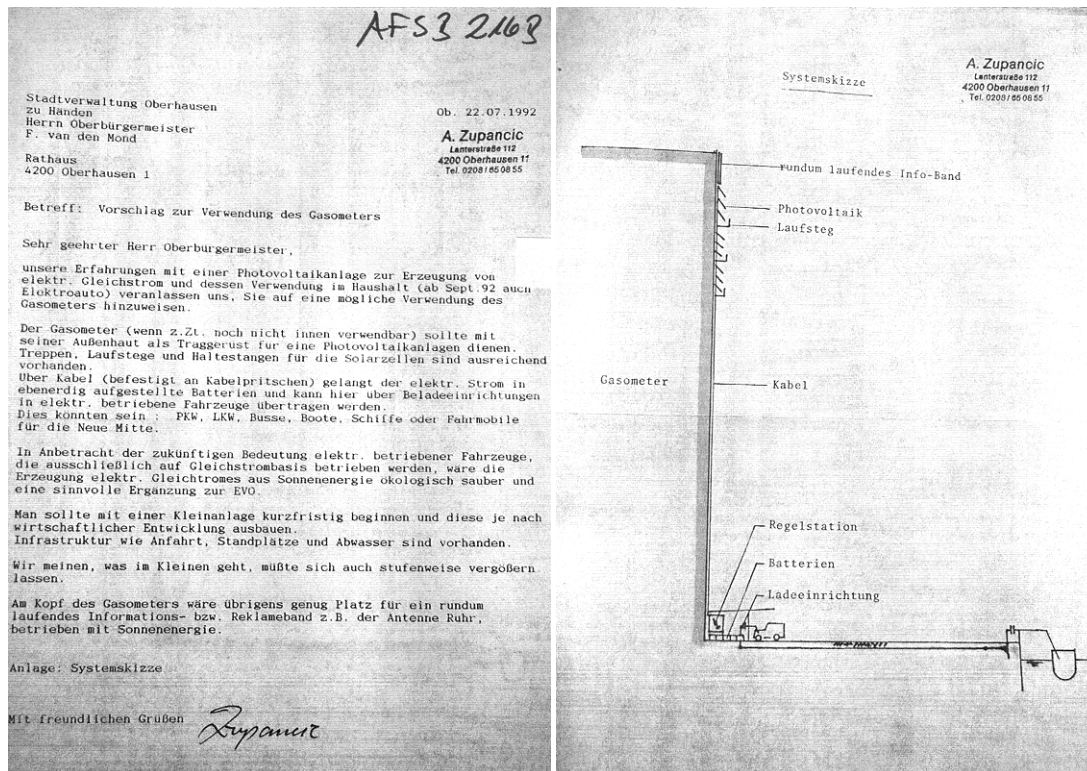 AFS3 2163
Stadtverwaltung Oberhausen
zu Händen
Herrn Oberbürgermeister
F. van den Mond
Rathaus
4200 Oberhausen 1
Ob. 22.07.1992
A. Zupancic
Lanterstraße 112
4200 Oberhausen 11
Tel. 0208/65 08 55
Betreff: Vorschlag zur Verwendung des Gasometers
Sehr geehrter Herr Oberbürgermeister,
unsere Erfahrungen mit einer Photovoltaikanlage zur Erzeugung von
elektr. Gleichstrom und dessen Verwendung im Haushalt (ab Sept.92 auch
Elektroauto) veranlassen uns, Sie auf eine mögliche Verwendung des
Gasometers hinzuweisen.
Der Gasometer (wenn z.Zt. noch nicht innen verwendbar) sollte mit
seiner Außenhaut als Traggerust für eine Photovoltaikanlagen dienen.
Treppen, Laufstege und Haltestangen für die Solarzellen sind ausreichend
vorhanden.
Uber Kabel (befestigt an Kabelpritschen) gelangt der elektr. Strom in
ebenerdig aufgestellte Batterien und kann hier uber Beladeeinrichtungen
in elektr. betriebene Fahrzeuge übertragen werden.
Dies konnten sein : PKW, LKW, Busse, Boote, Schiffe oder Fahrmobile
für die Neue Mitte.
In Anbetracht der zukünftigen Bedeutung elektr. betriebener Fahrzeuge,
die ausschließlich auf Gleichstrombasis betrieben werden, wäre die
Erzeugung elektr. Gleichtromes aus Sonnenenergie ökologisch sauber und
eine sinnvolle Ergänzung zur EVO.
Man sollte mit einer Kleinanlage kurzfristig beginnen und diese je nach
wirtschaftlicher Entwicklung ausbauen.
Infrastruktur wie Anfahrt, Standplätze und Abwasser sind vorhanden.
Wir meinen, was im Kleinen geht, müßte sich auch stufenweise vergößern
lassen.
Am Kopf des Gasometers wäre übrigens genug Platz für ein rundum
laufendes Informations- bzw. Reklameband z.B. der Antenne Ruhr,
betrieben mit Sonnenenergie.
Anlage: Systemskizze
Mit freundlichen Grüßen
Zupancic
Systemskizze
A. Zupancic
Lanterstraße 112
4200 Oberhausen 11
Tel. 0208/65 08 55
rundum laufendes Info-Band
Photovoltaik
Laufsteg
Gasometer
Kabel
Regelstation
Batterien
Ladeeinrichtung